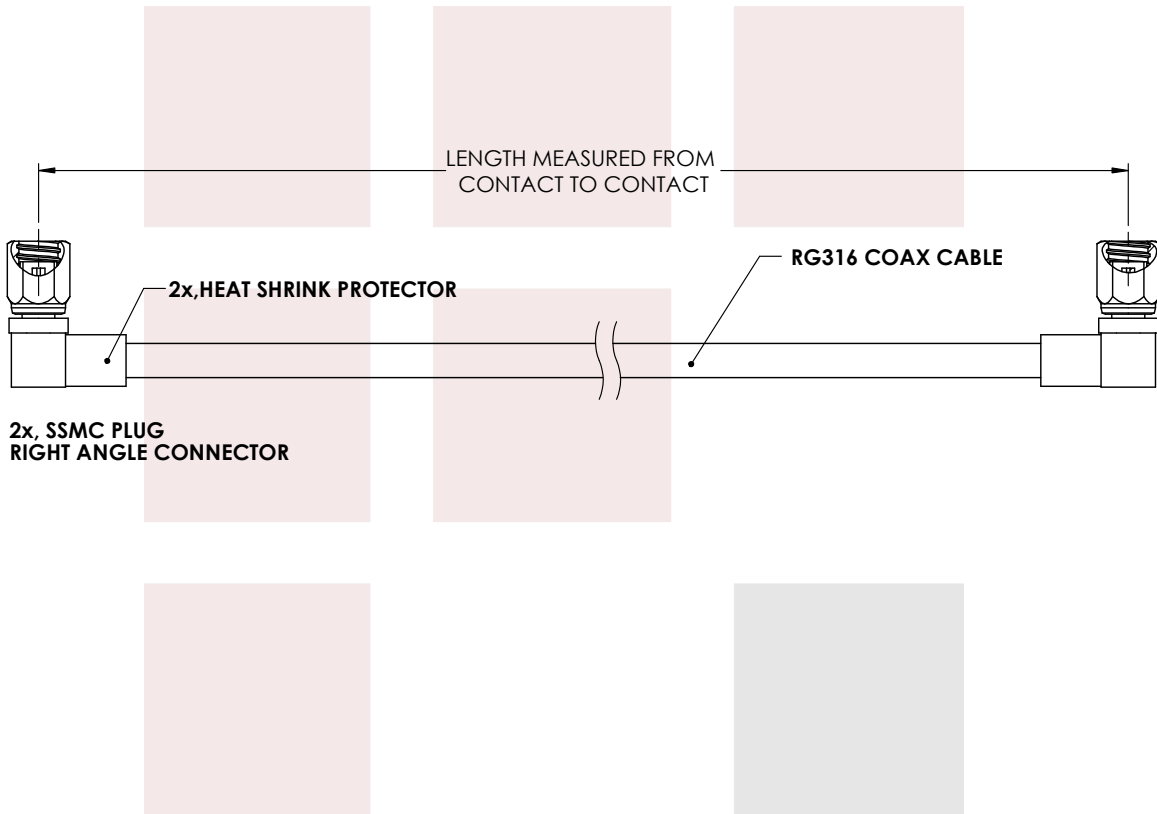 LENGTH MEASURED FROM
CONTACT TO CONTACT
RG316 COAX CABLE
2x,HEAT SHRINK PROTECTOR
2x, SSMC PLUG
RIGHT ANGLE CONNECTOR